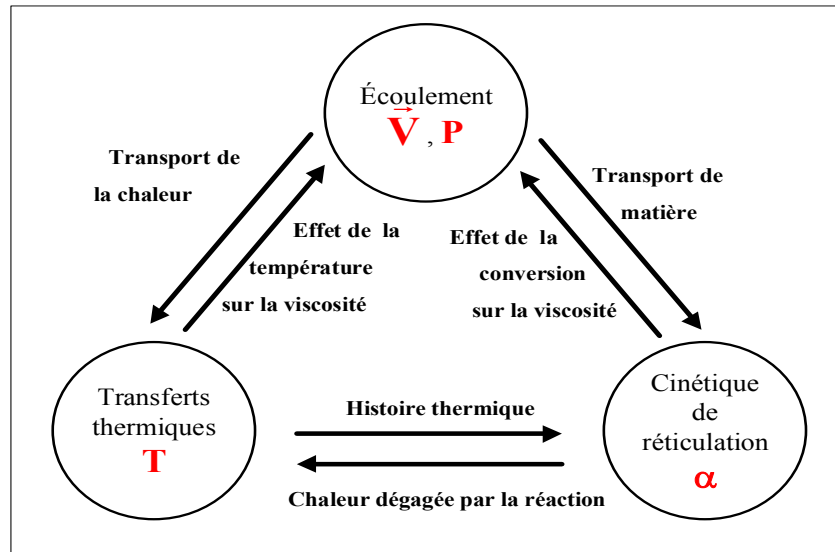 Écoulement
V , P
Transport de
la chaleur
Effet de la
température
sur la viscosité
Effet de la
conversion
sur la viscosité
Transport de
matière
Transferts
thermiques
T
Histoire thermique
Chaleur dégagée par la réaction
Cinétique
de
réticulation
α